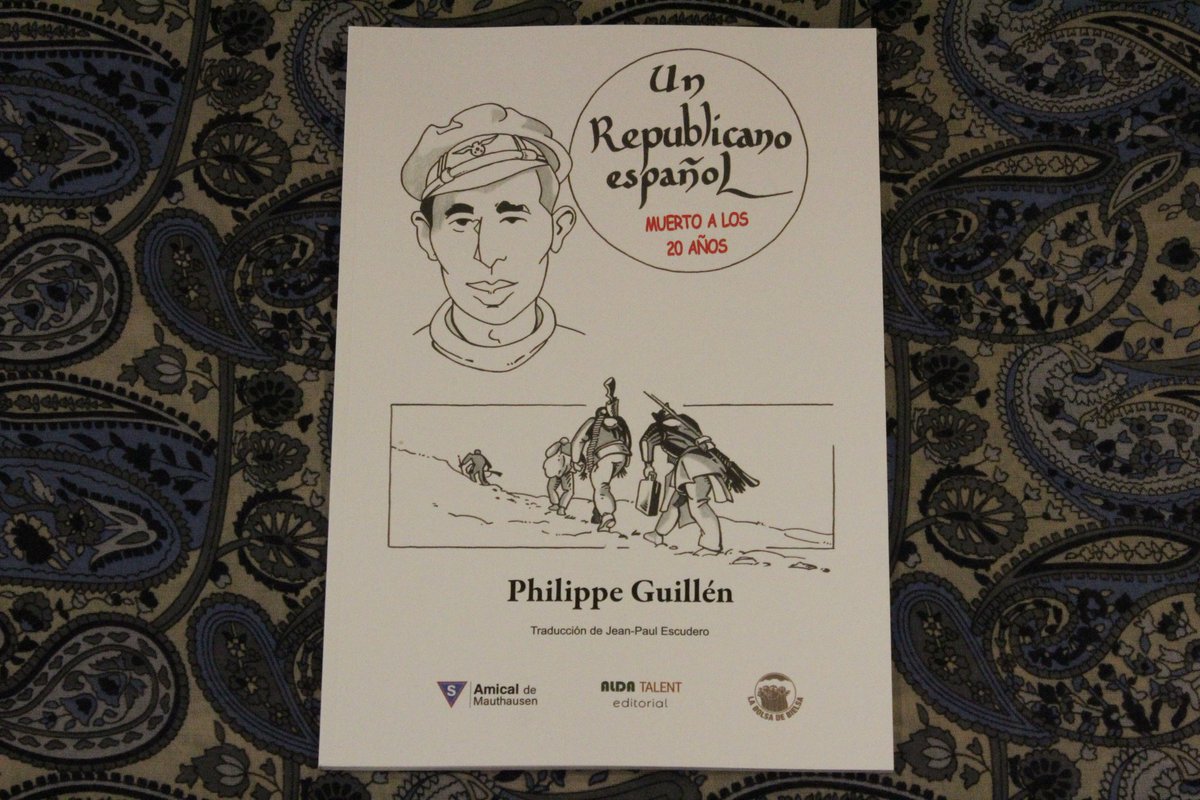 Un
Republicano
español
MUERTO A LOS
20 AÑOS
Philippe Guillén
Traducción de Jean-Paul Escudero
S
Amical de
Mauthausen
ALDA TALENT
editorial
LA BOLSA DE BIELSA